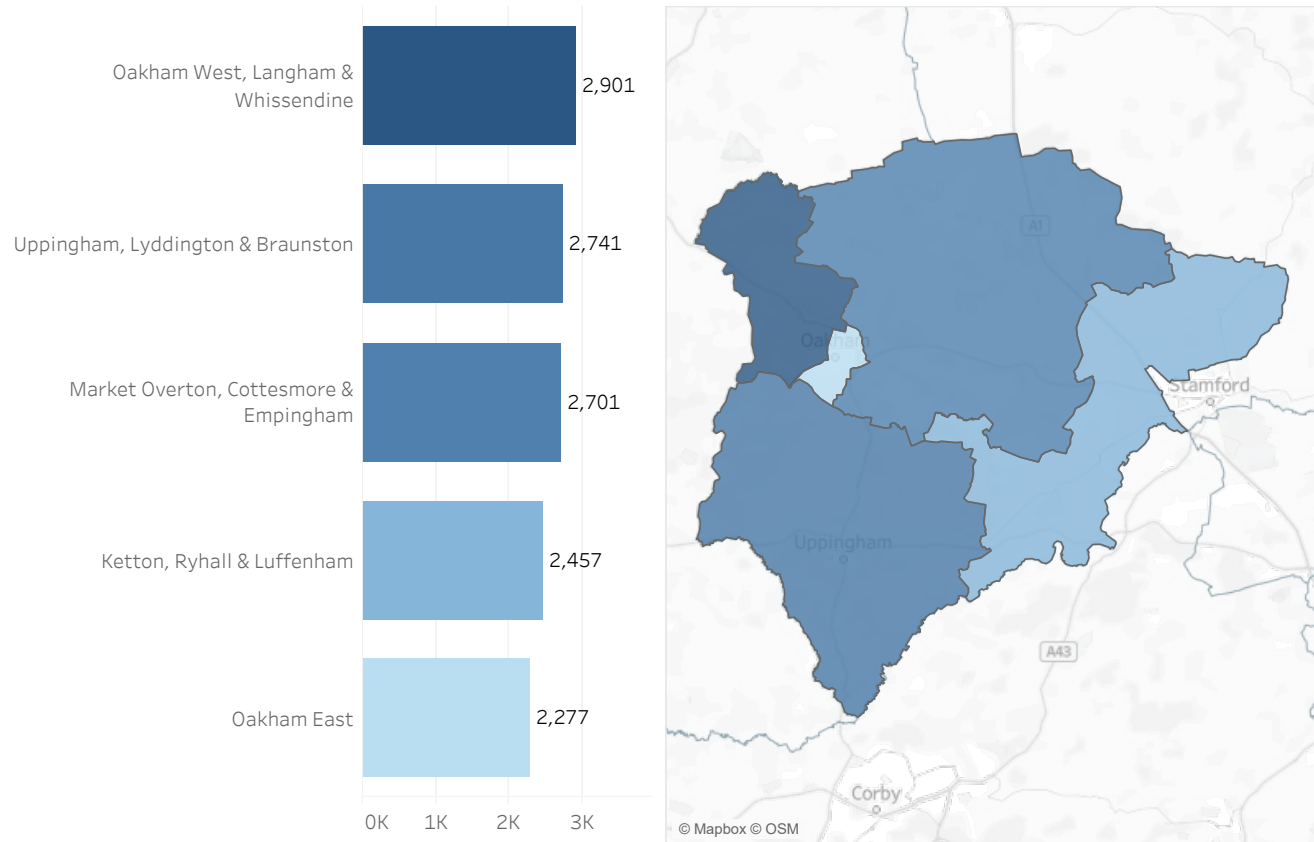 Oakham West, Langham &
Whissendine
2,901
Uppingham, Lyddington & Braunston
2,741
Market Overton, Cottesmore &
Empingham
2,701
Ketton, Ryhall & Luffenham
2,457
Oakham East
2,277
0K 1K 2K 3K
A1
Oakham
Stamford
Uppingham
A43
Corby
© Mapbox © OSM